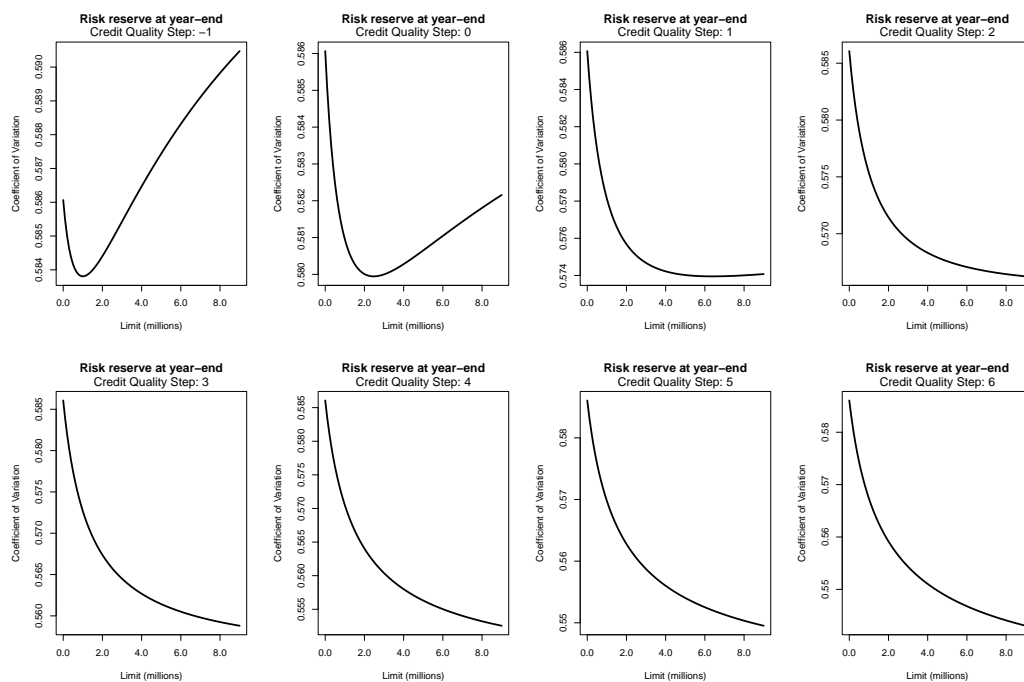 Risk reserve at year−end
Credit Quality Step: −1
Coefficient of Variation
0.584 0.585 0.586 0.587 0.588 0.589 0.590
0.0 2.0 4.0 6.0 8.0
Limit (millions)
Risk reserve at year−end
Credit Quality Step: 0
Coefficient of Variation
0.580 0.581 0.582 0.583 0.584 0.585 0.586
0.0 2.0 4.0 6.0 8.0
Limit (millions)
Risk reserve at year−end
Credit Quality Step: 1
Coefficient of Variation
0.574 0.576 0.578 0.580 0.582 0.584 0.586
0.0 2.0 4.0 6.0 8.0
Limit (millions)
Risk reserve at year−end
Credit Quality Step: 2
Coefficient of Variation
0.570 0.575 0.580 0.585
0.0 2.0 4.0 6.0 8.0
Limit (millions)
Risk reserve at year−end
Credit Quality Step: 3
Coefficient of Variation
0.560 0.565 0.570 0.575 0.580 0.585
0.0 2.0 4.0 6.0 8.0
Limit (millions)
Risk reserve at year−end
Credit Quality Step: 4
Coefficient of Variation
0.555 0.560 0.565 0.570 0.575 0.580 0.585
0.0 2.0 4.0 6.0 8.0
Limit (millions)
Risk reserve at year−end
Credit Quality Step: 5
Coefficient of Variation
0.55 0.56 0.57 0.58
0.0 2.0 4.0 6.0 8.0
Limit (millions)
Risk reserve at year−end
Credit Quality Step: 6
Coefficient of Variation
0.55 0.56 0.57 0.58
0.0 2.0 4.0 6.0 8.0
Limit (millions)